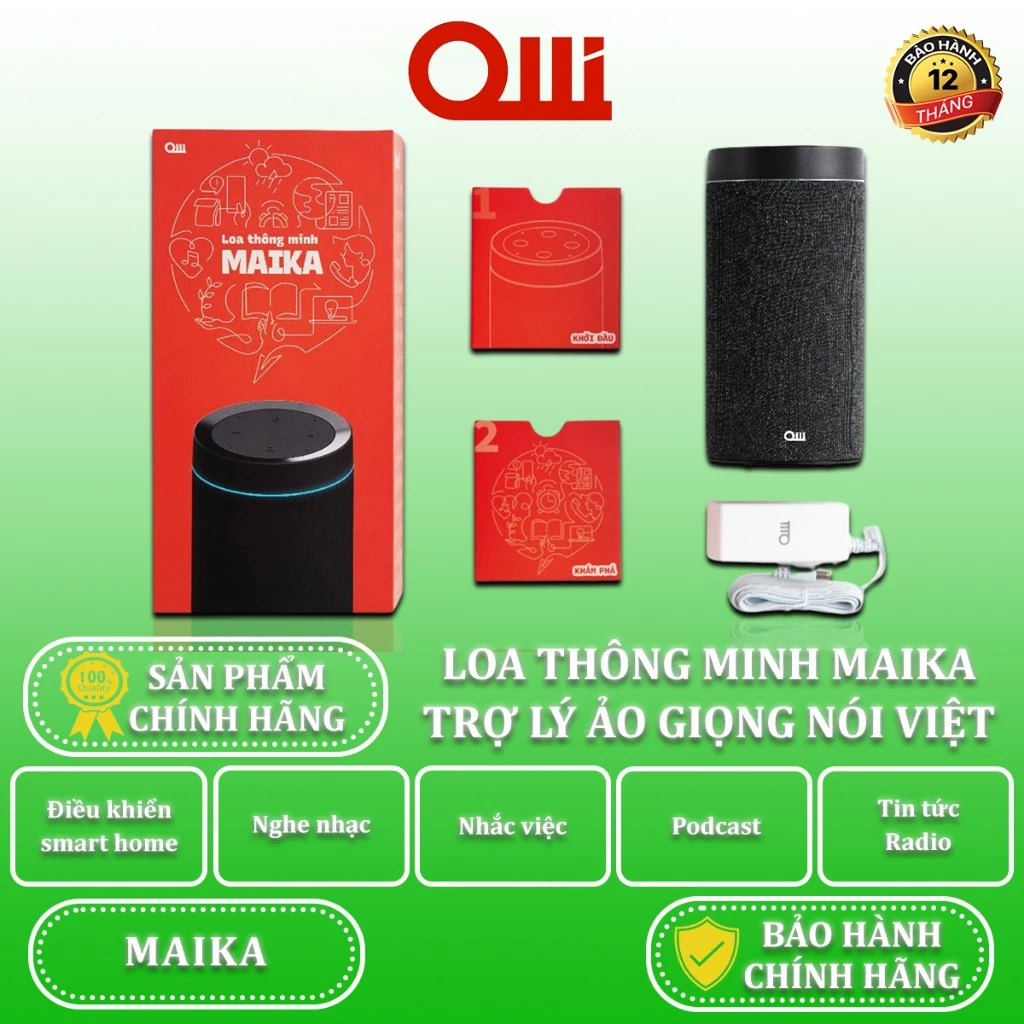 OLLI
BẢO HÀNH
12
THÁNG
OLLI
Loa thông minh
MAIKA
1
KHỞI ĐẦU
2
KHÁM PHÁ
OLLI
OLLI
100%
Quality
SẢN PHẨM
CHÍNH HÃNG
LOA THÔNG MINH MAIKA
TRỢ LÝ ẢO GIỌNG NÓI VIỆT
Điều khiển
smart home
Nghe nhạc
Nhắc việc
Podcast
Tin tức
Radio
MAIKA
BẢO HÀNH
CHÍNH HÃNG